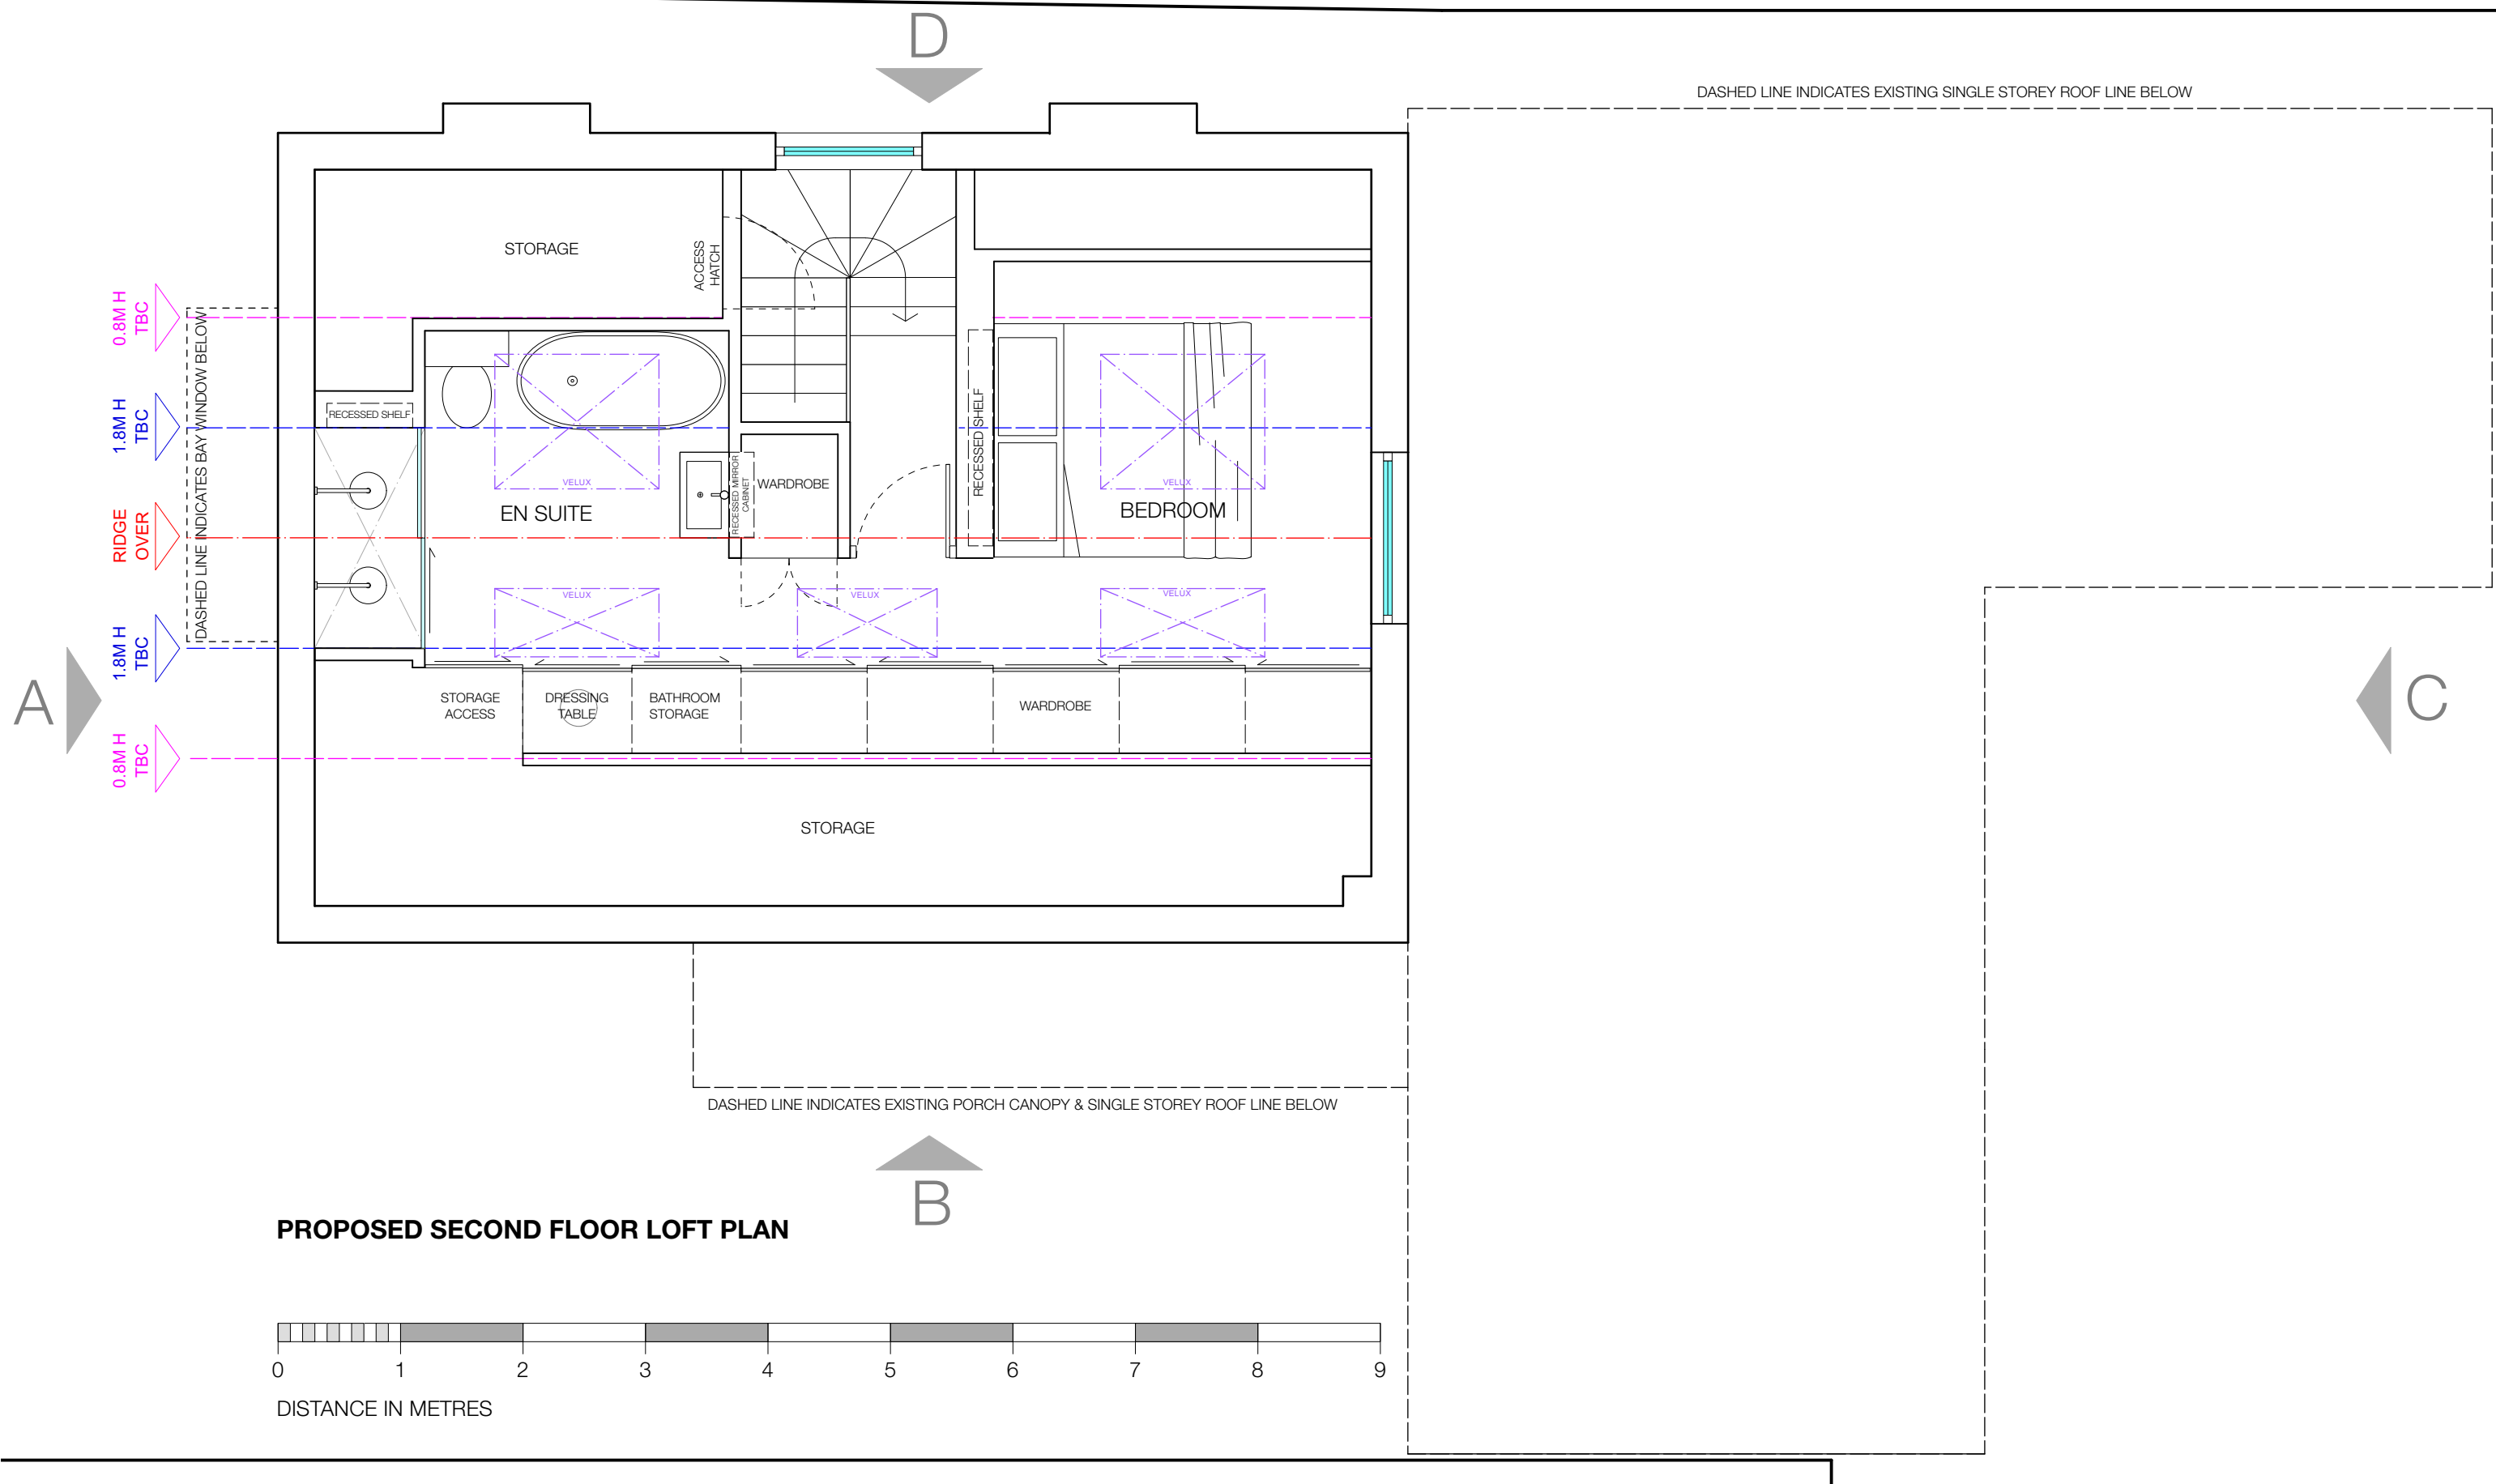 D
DASHED LINE INDICATES EXISTING SINGLE STOREY ROOF LINE BELOW
STORAGE
ACCESS
HATCH
0.8M H
TBC
DASHED LINE INDICATES BAY WINDOW BELOW
1.8M H
TBC
RECESSED SHELF
RECESSED SHELF
VELUX
VELUX
RECESSED MIRROR
CABINET
WARDROBE
EN SUITE
BEDROOM
RIDGE
OVER
VELUX
VELUX
VELUX
1.8M H
TBC
A
C
STORAGE
ACCESS
DRESSING
TABLE
BATHROOM
STORAGE
WARDROBE
0.8M H
TBC
STORAGE
DASHED LINE INDICATES EXISTING PORCH CANOPY & SINGLE STOREY ROOF LINE BELOW
B
PROPOSED SECOND FLOOR LOFT PLAN
0 1 2 3 4 5 6 7 8 9
DISTANCE IN METRES